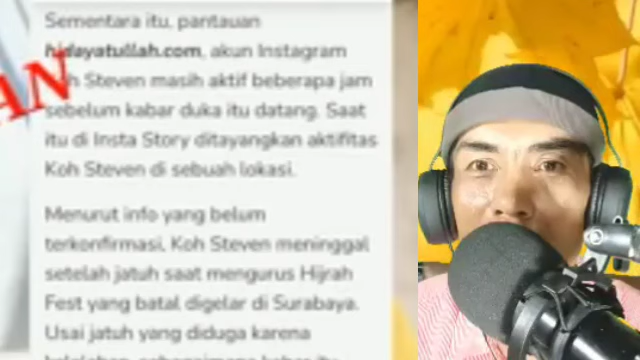 Sementara itu, pantauan
hidayatullah.com, akun Instagram
AN
Koh Steven masih aktif beberapa jam
sebelum kabar duka itu datang. Saat
itu di Insta Story ditayangkan aktifitas
Koh Steven di sebuah lokasi.
Menurut info yang belum
terkonfirmasi, Koh Steven meninggal
setelah jatuh saat mengurus Hijrah
Fest yang batal digelar di Surabaya.
Usai jatuh yang diduga karena